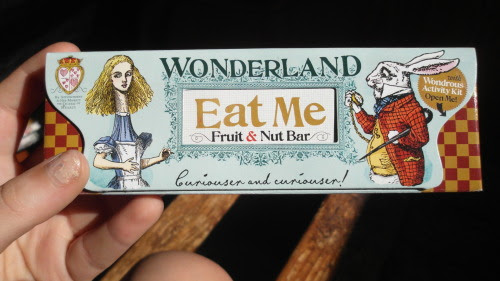 WONDERLAND
Eat Me
Fruit & Nut Bar
Curiouser and curiouser!
Wondrous
Activity Kit
Open Me!